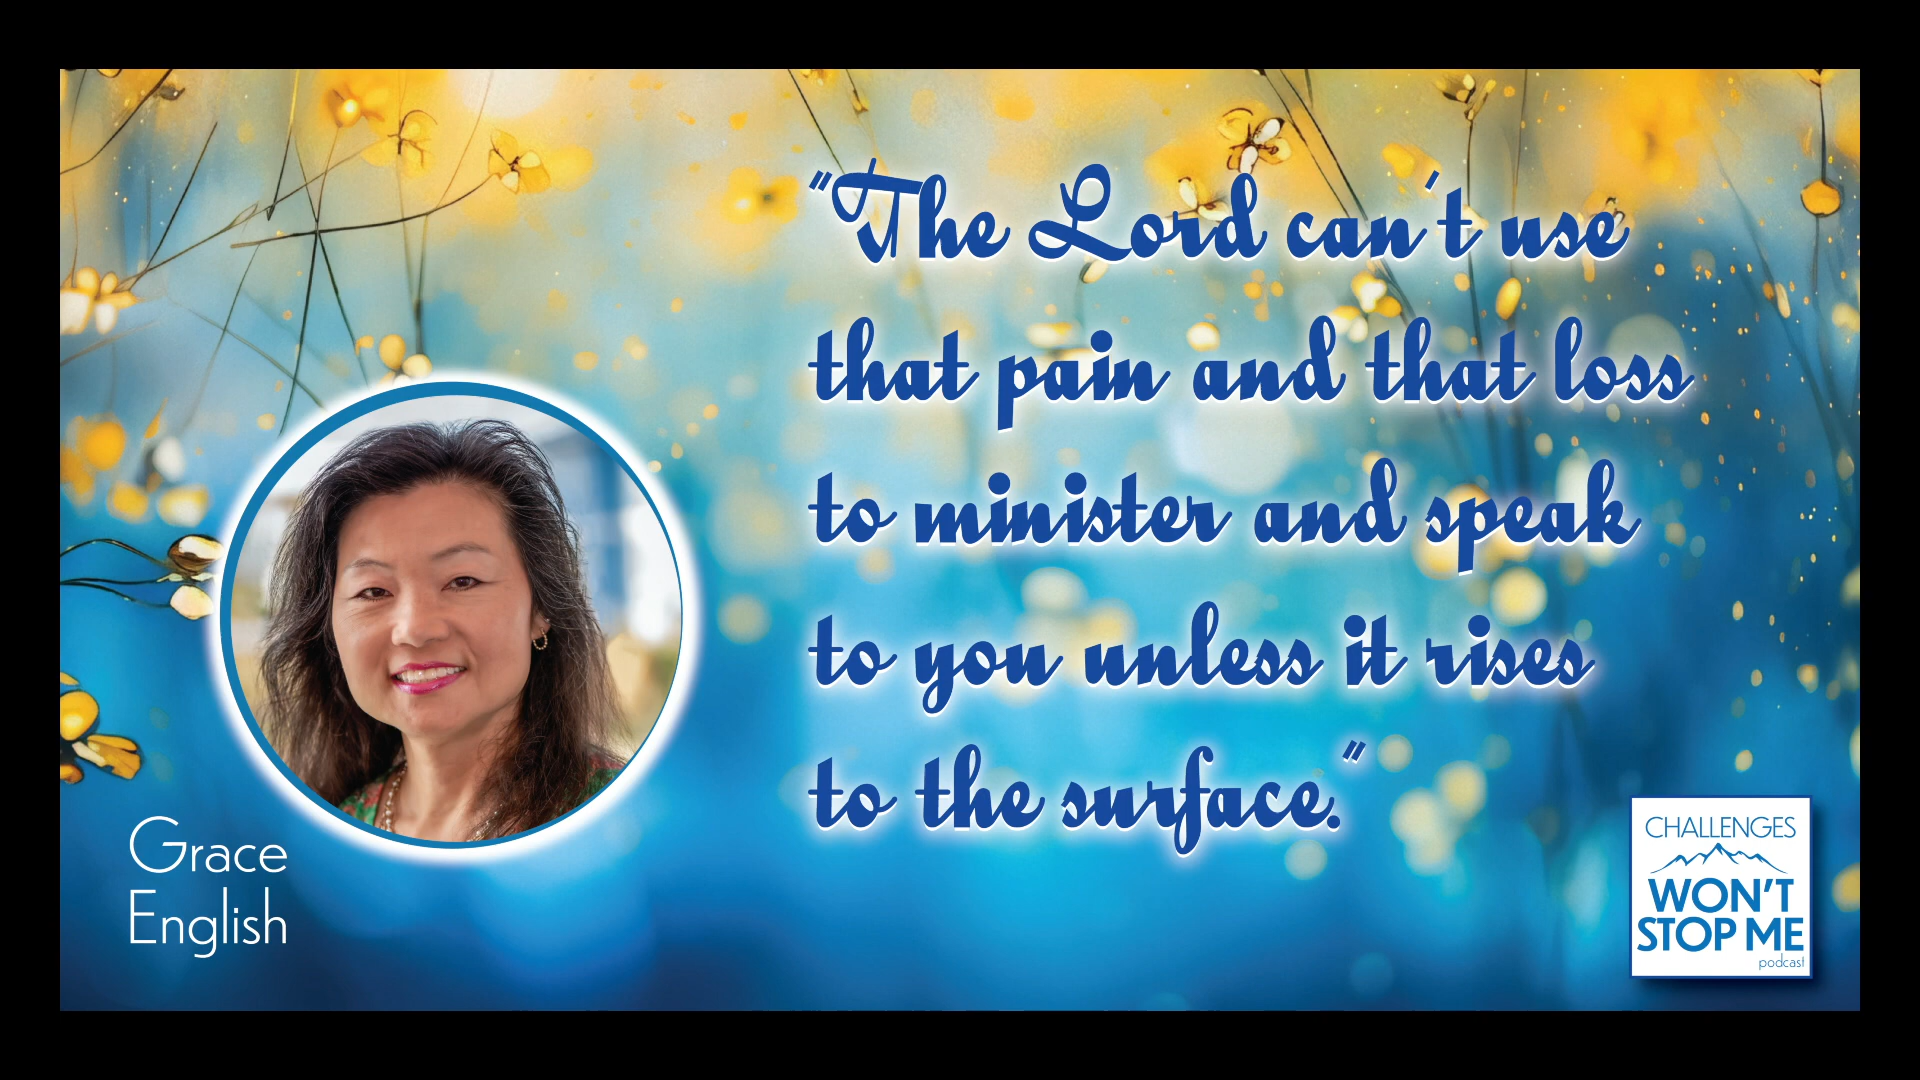 "The Lord can't use
that pain and that loss
to minister and speak
to you unless it rises
to the surface."
Grace
English
CHALLENGES
WON'T
STOP ME
podcast